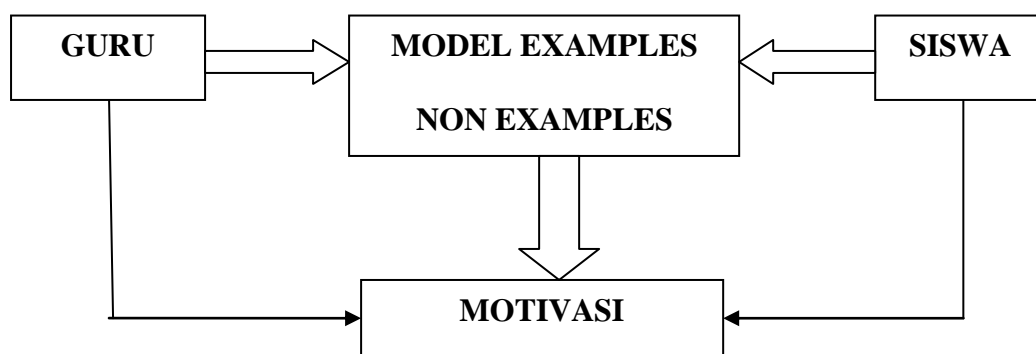 GURU
MODEL EXAMPLES
NON EXAMPLES
SISWA
MOTIVASI